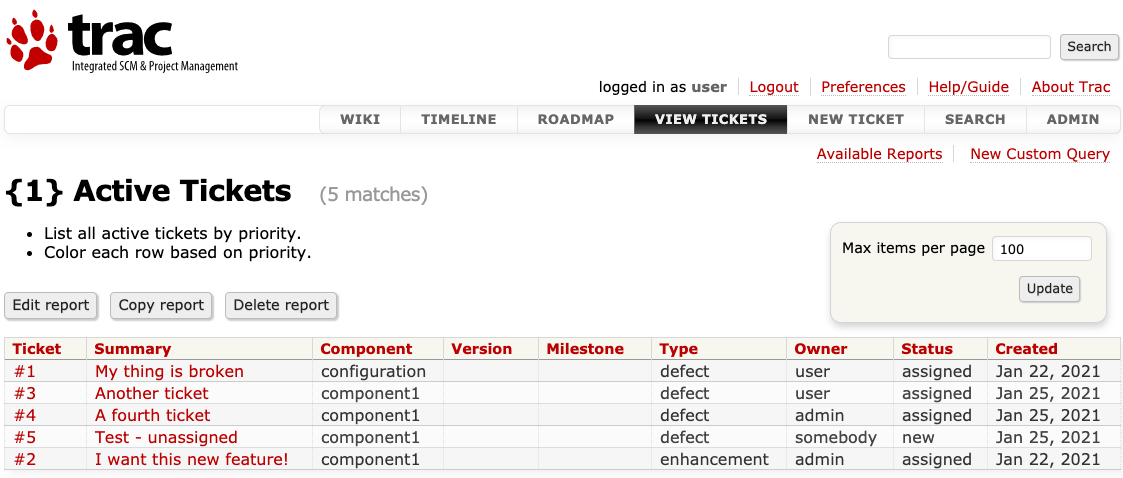 trac
Integrated SCM & Project Management
Search
logged in as user Logout Preferences Help/Guide About Trac
WIKI TIMELINE ROADMAP VIEW TICKETS NEW TICKET SEARCH ADMIN
Available Reports New Custom Query
{1} Active Tickets (5 matches)
• List all active tickets by priority.
• Color each row based on priority.
Max items per page 100
Update
Edit report Copy report Delete report
Ticket Summary Component Version Milestone Type Owner Status Created
#1 My thing is broken configuration defect user assigned Jan 22, 2021
#3 Another ticket component1 defect user assigned Jan 25, 2021
#4 A fourth ticket component1 defect admin assigned Jan 25, 2021
#5 Test - unassigned component1 defect somebody new Jan 25, 2021
#2 I want this new feature! component1 enhancement admin assigned Jan 22, 2021